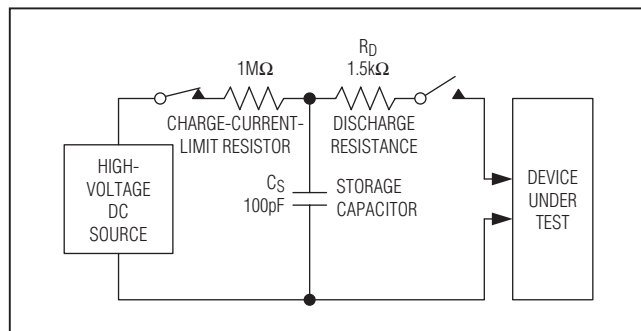 1MΩ
CHARGE-CURRENT-
LIMIT RESISTOR
R_D
1.5kΩ
DISCHARGE
RESISTANCE
HIGH-
VOLTAGE
DC
SOURCE
C_S
100pF
STORAGE
CAPACITOR
DEVICE
UNDER
TEST